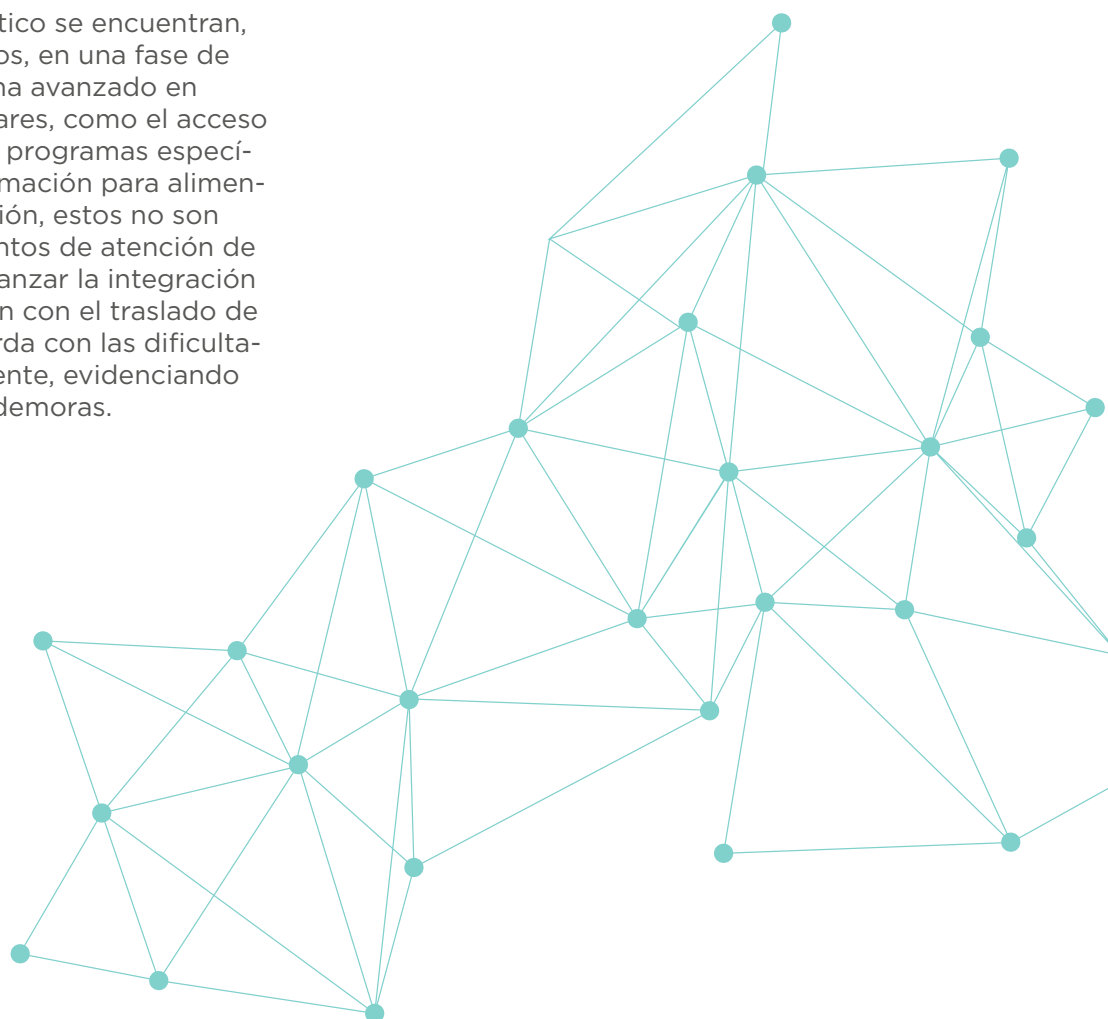 tico se encuentran,
os, en una fase de
na avanzado en
ares, como el acceso
programas especí-
mación para alimen-
ión, estos no son
ntos de atención de
anzar la integración
n con el traslado de
rda con las dificulta-
ente, evidenciando
demoras.